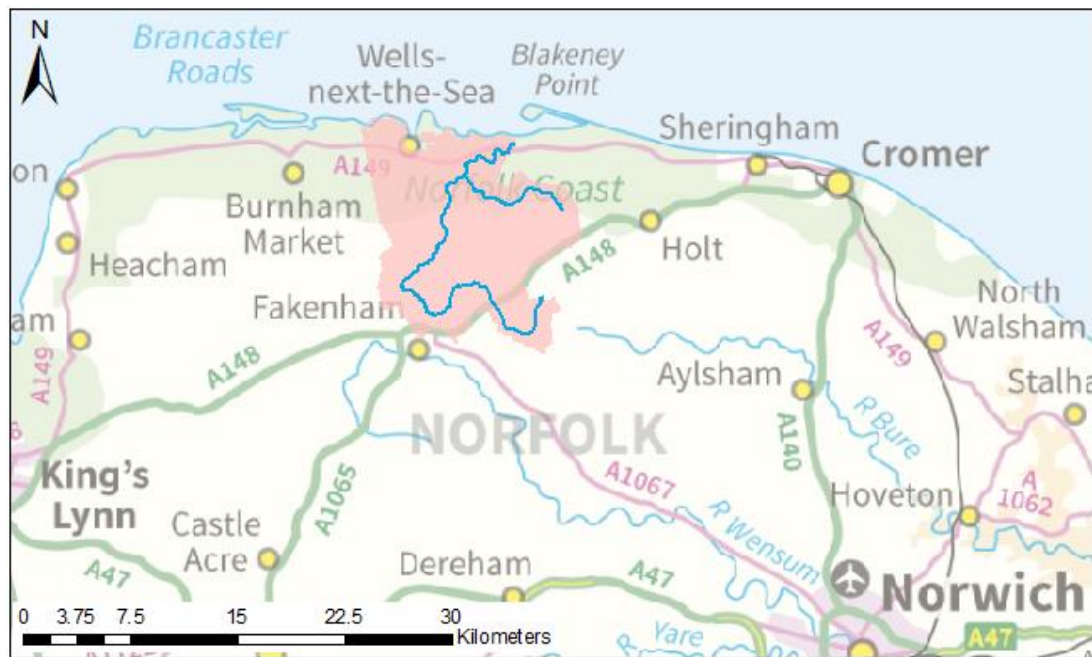 N
Brancaster
Roads
Wells-
next-the-Sea
Blakeney
Point
Sheringham
Cromer
on
A149
Norfolk Coast
Burnham
Market
Holt
Heacham
A148
Fakenham
North
Walsham
am
A149
A148
Aylsham
A149
Stalha
R Bure
NORFOLK
A140
King's
Lynn
A1065
A1067
Hoveton
A
1062
Castle
Acre
R Wensum
Dereham
A47
A47
Norwich
0 3.75 7.5 15 22.5 30
Kilometers
Yare
A47